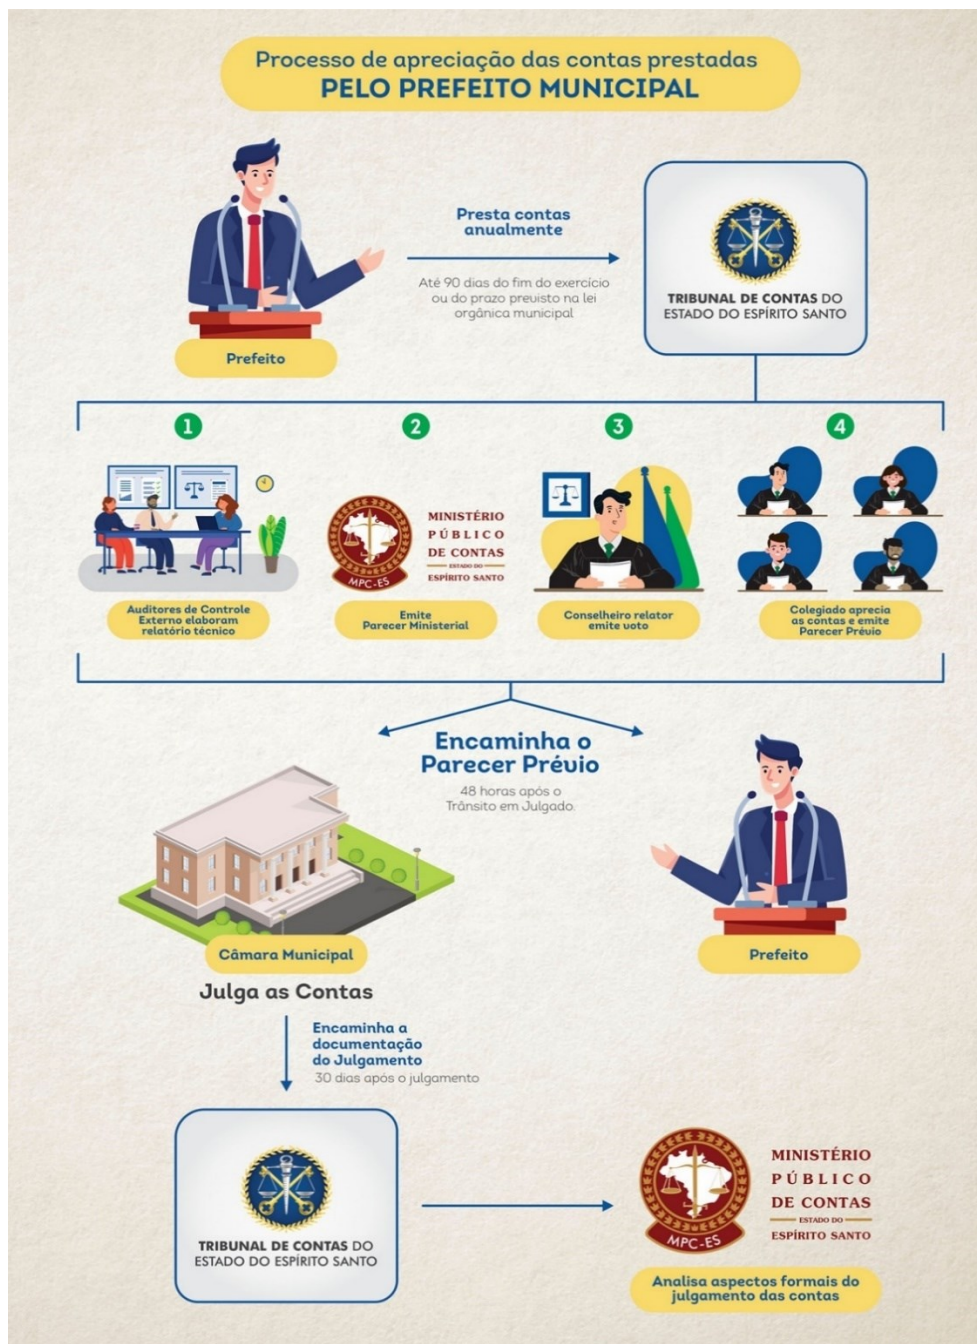 Processo de apreciação das contas prestadas
PELO PREFEITO MUNICIPAL
Presta contas
anualmente
Até 90 dias do fim do exercício
ou do prazo previsto na lei
orgânica municipal
TRIBUNAL DE CONTAS DO
ESTADO DO ESPÍRITO SANTO
Prefeito
1
2
3
4
MINISTÉRIO
PÚBLICO
DE CONTAS
ESTADO DO
ESPÍRITO SANTO
MPC-ES
Auditores de Controle
Externo elaboram
relatório técnico
Emite
Parecer Ministerial
Conselheiro relator
emite voto
Colegiado aprecia
as contas e emite
Parecer Prévio
Encaminha o
Parecer Prévio
48 horas após o
Trânsito em Julgado.
Câmara Municipal
Prefeito
Julga as Contas
Encaminha a
documentação
do Julgamento
30 dias após o julgamento
TRIBUNAL DE CONTAS DO
ESTADO DO ESPÍRITO SANTO
MPC-ES
MINISTÉRIO
PÚBLICO
DE CONTAS
ESTADO DO
ESPÍRITO SANTO
Analisa aspectos formais do
julgamento das contas